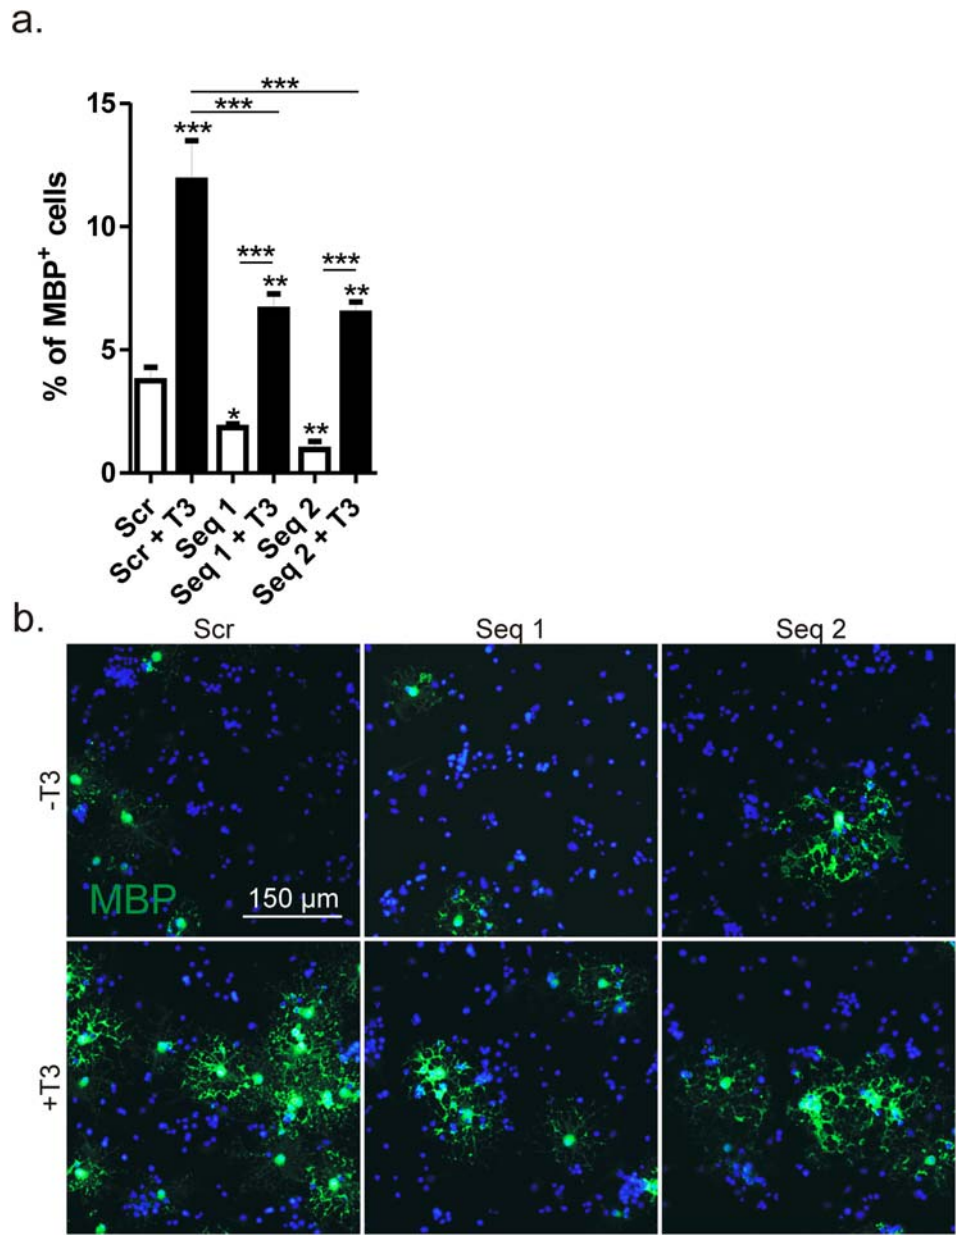 a.
***
***
15
***
% of MBP+ cells
10
***
***
**
**
5
*
**
0
Scr
Scr + T3
Seq 1
Seq 1 + T3
Seq 2
Seq 2 + T3
b.
Scr Seq 1 Seq 2
-T3
MBP
150 µm
+T3